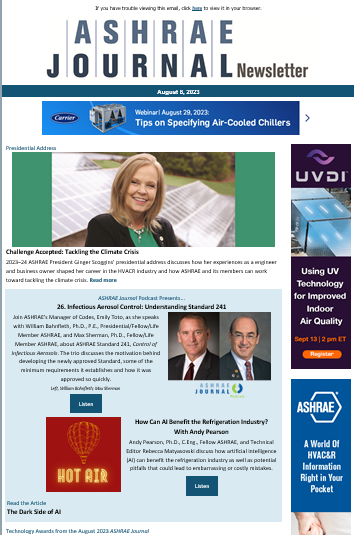 If you have trouble viewing this email, click here to view it in your browser.
ASHRAE
JOURNAL Newsletter
August 8, 2023
Carrier
Webinar! August 29, 2023:
Tips on Specifying Air-Cooled Chillers
Presidential Address
Challenge Accepted: Tackling the Climate Crisis
2023–24 ASHRAE President Ginger Scoggins' presidential address discusses how her experiences as a engineer
and business owner shaped her career in the HVACR industry and how ASHRAE and its members can work
toward tackling the climate crisis. Read more
UVDI
Using UV
Technology
for Improved
Indoor
Air Quality
Sept 13 | 2 pm ET
Register
ASHRAE Journal Podcast Presents...
26. Infectious Aerosol Control: Understanding Standard 241
Join ASHRAE's Manager of Codes, Emily Toto, as she speaks
with William Bahnfleth, Ph.D., P.E., Presidential/Fellow/Life
Member ASHRAE, and Max Sherman, Ph.D., Fellow/Life
Member ASHRAE, about ASHRAE Standard 241, Control of
Infectious Aerosols. The trio discusses the motivation behind
developing the newly approved Standard, some of the
minimum requirements it establishes and how it was
approved so quickly.
Left, William Bahnfleth; Max Sherman
Listen
ASHRAE JOURNAL
HOT AIR
How Can AI Benefit the Refrigeration Industry?
With Andy Pearson
Andy Pearson, Ph.D., C.Eng., Fellow ASHRAE, and Technical
Editor Rebecca Matyasovski discuss how artificial intelligence
(AI) can benefit the refrigeration industry as well as potential
pitfalls that could lead to embarrassing or costly mistakes.
Listen
Read the Article
The Dark Side of AI
ASHRAE
A World Of
HVAC&R
Information
Right in Your
Pocket
Technology Awards from the August 2023 ASHRAE Journal